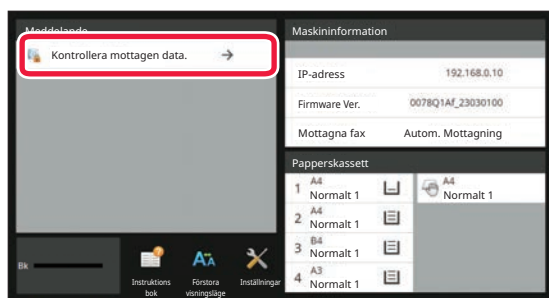 Meddelande
Kontrollera mottagen data.
Maskininformation
IP-adress 192.168.0.10
Firmware Ver. 0078Q1Af_23030100
Mottagna fax Autom. Mottagning
Papperskassett
1 A4
Normalt 1
A4
Normalt 1
2 A4
Normalt 1
3 B4
Normalt 1
4 A3
Normalt 1
Bk
Instruktions
bok
Förstora
visningsläge
Inställningar